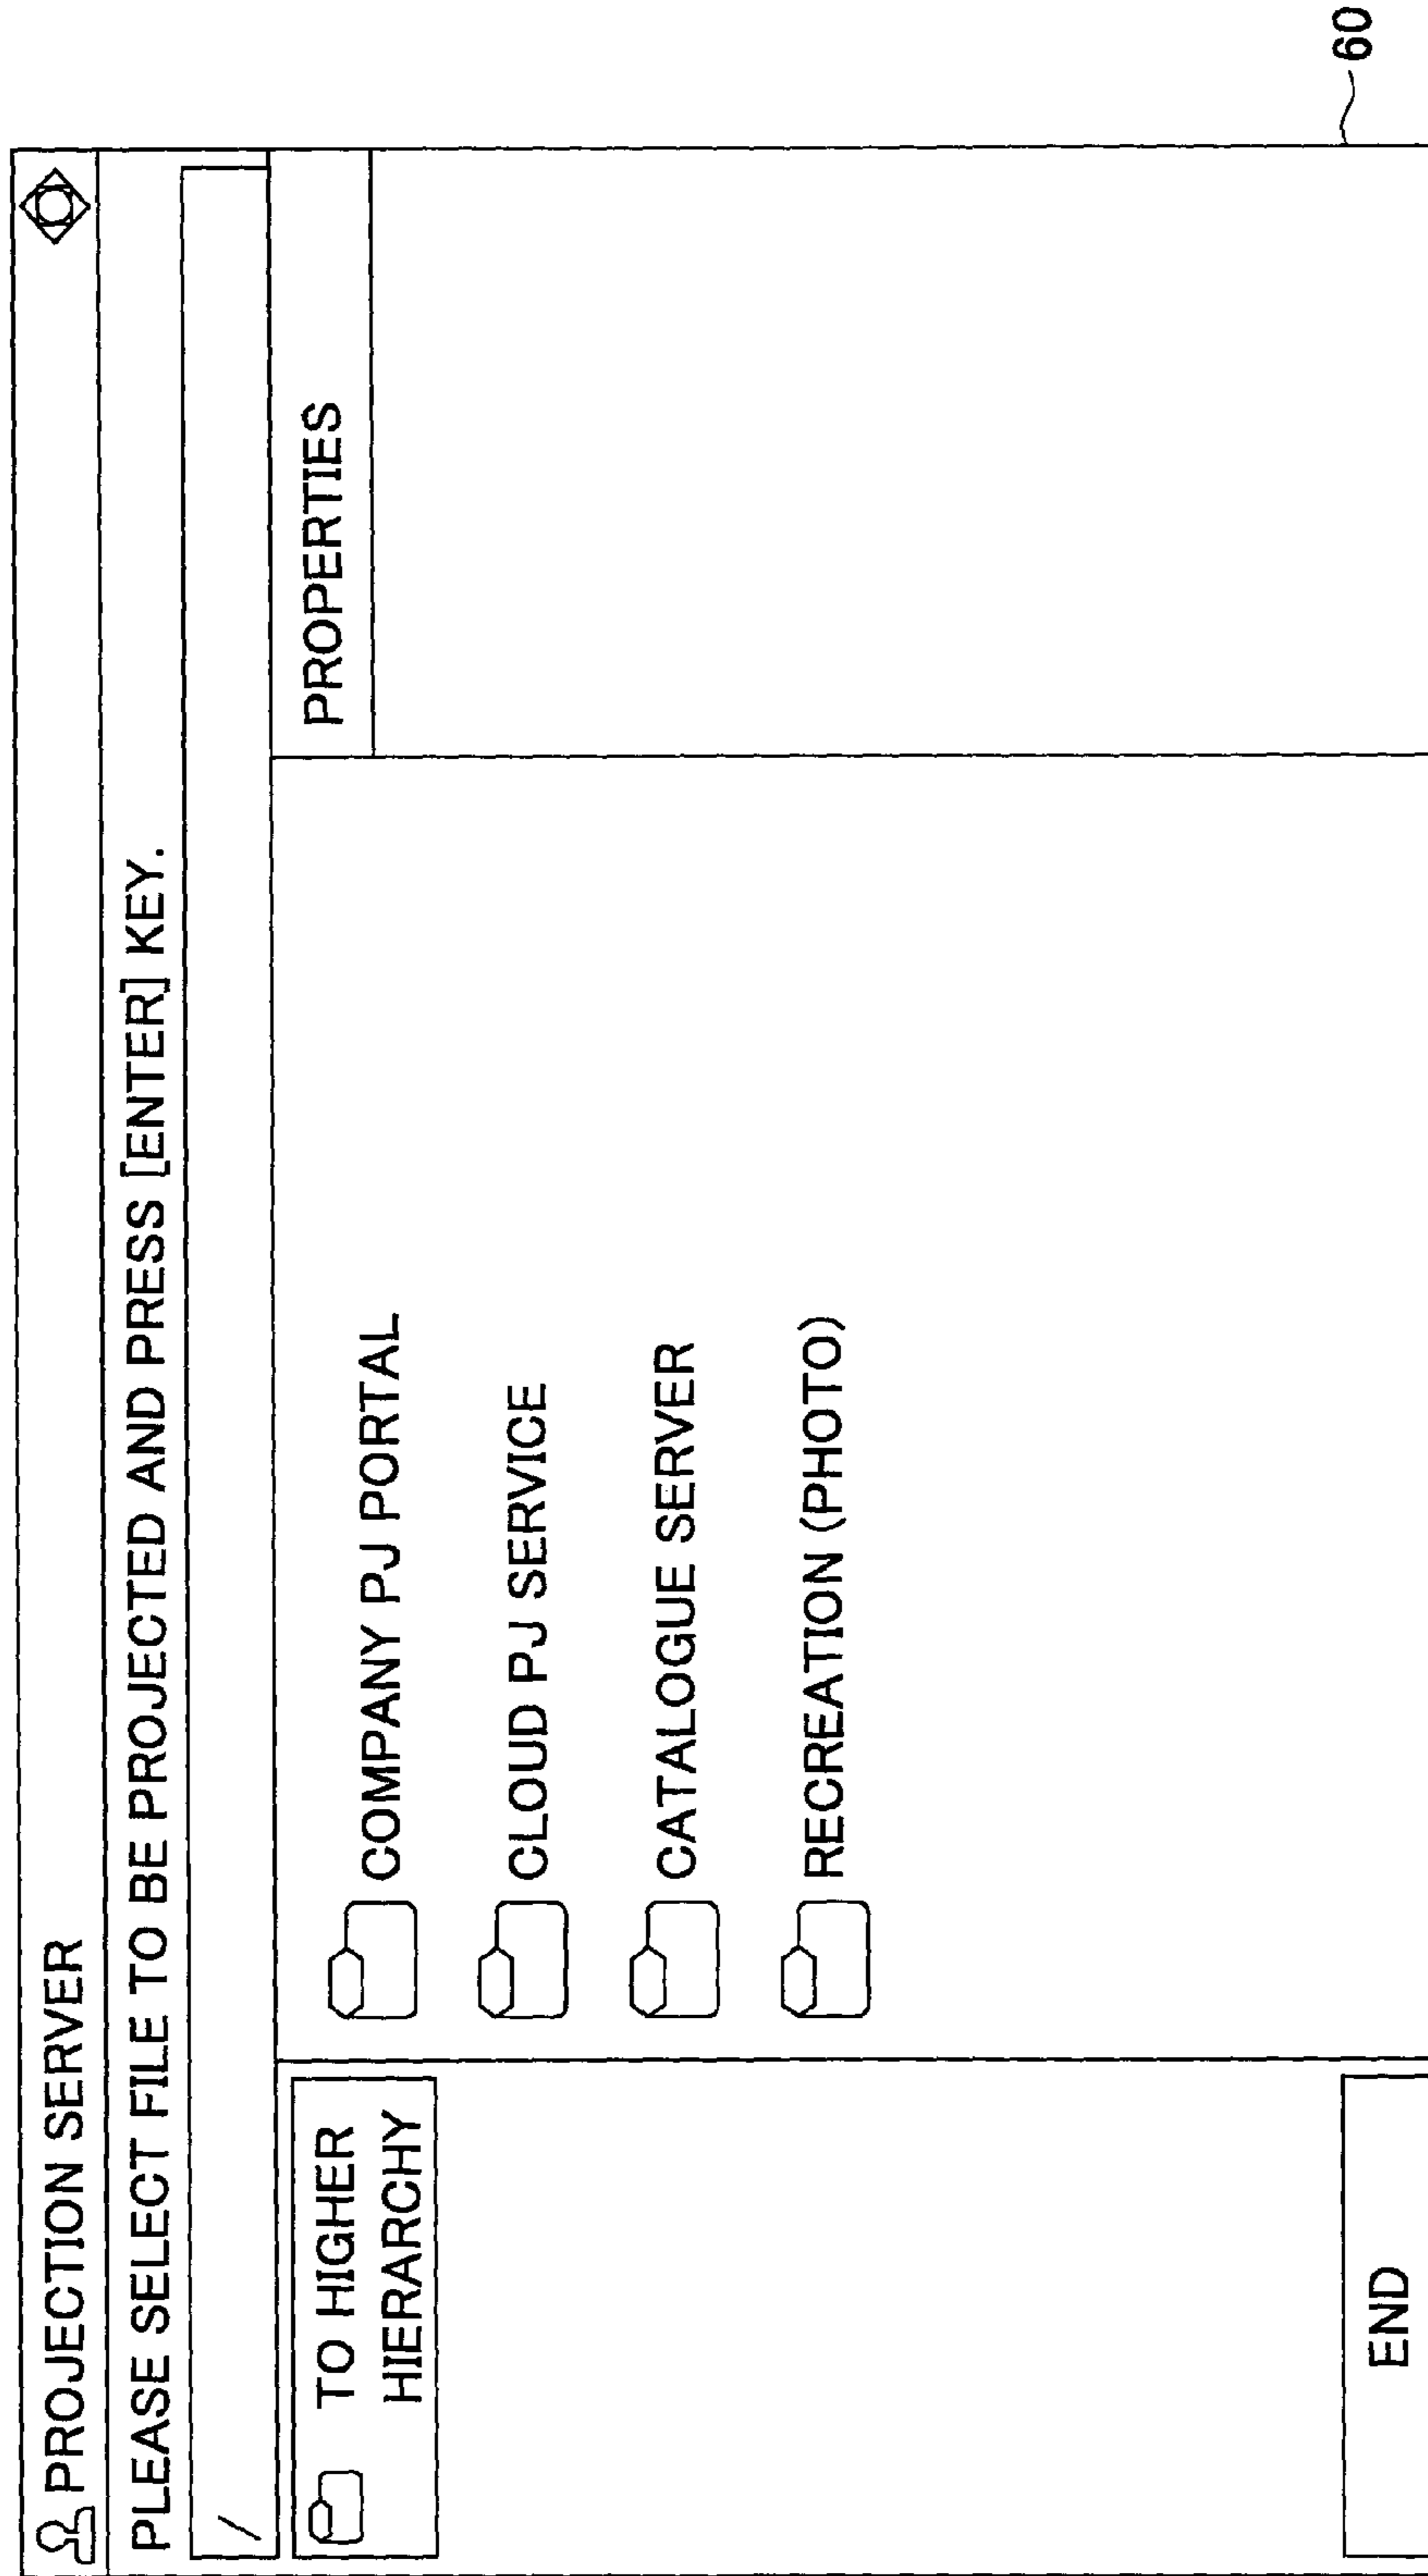 PROJECTION SERVER
PLEASE SELECT FILE TO BE PROJECTED AND PRESS [ENTER] KEY.
/
TO HIGHER
HIERARCHY
COMPANY PJ PORTAL
CLOUD PJ SERVICE
CATALOGUE SERVER
RECREATION (PHOTO)
PROPERTIES
END
60